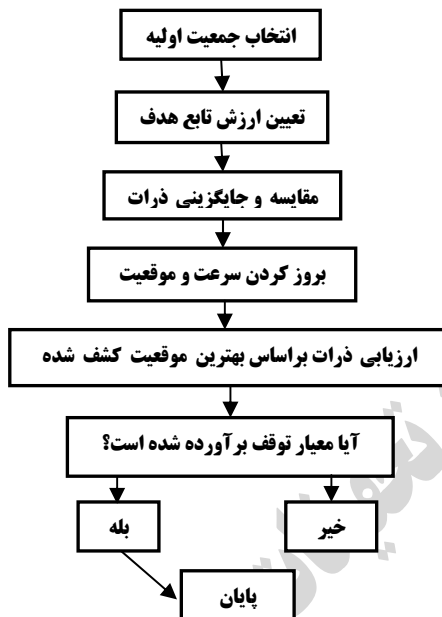 انتخاب جمعیت اولیه
تعیین ارزش تابع هدف
مقایسه و جایگزینی ذرات
بروز کردن سرعت و موقعیت
ارزیابی ذرات براساس بهترین موقعیت کشف شده
آیا معیار توقف برآورده شده است؟
خیر
بله
پایان